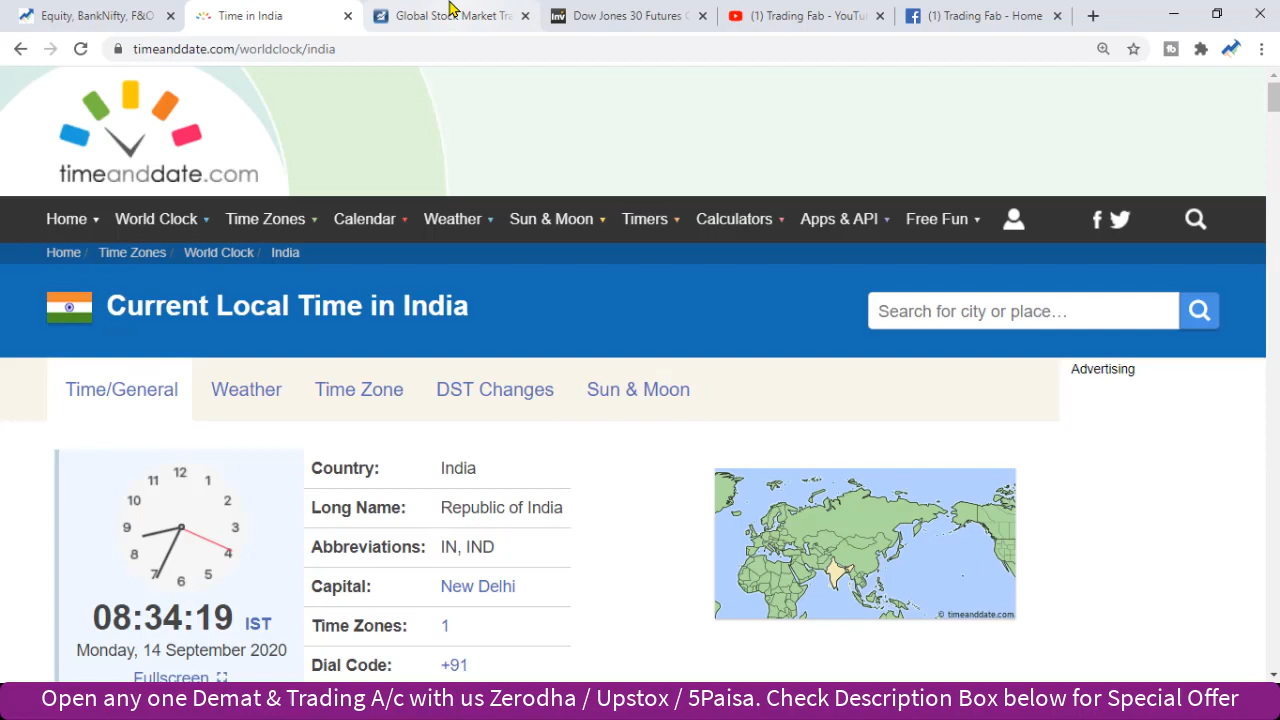 Equity, BankNifty, F&O
Time in India
Global Stock Market Tra
Dow Jones 30 Futures C
(1) Trading Fab - YouTu
(1) Trading Fab - Home
timeanddate.com/worldclock/india
timeanddate.com
Home World Clock Time Zones Calendar Weather Sun & Moon Timers Calculators Apps & API Free Fun
Home / Time Zones / World Clock / India
Current Local Time in India
Search for city or place…
Time/General Weather Time Zone DST Changes Sun & Moon
Advertising
12
1
2
3
4
5
6
7
8
9
10
11
08:34:19 IST
Monday, 14 September 2020
Fullscreen
Country: India
Long Name: Republic of India
Abbreviations: IN, IND
Capital: New Delhi
Time Zones: 1
Dial Code: +91
© timeanddate.com
Open any one Demat & Trading A/c with us Zerodha / Upstox / 5Paisa. Check Description Box below for Special Offer